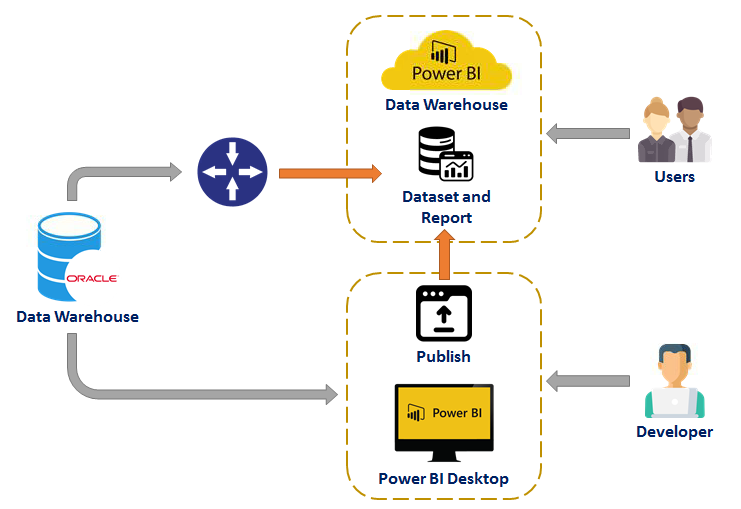 Power BI
Data Warehouse
Dataset and
Report
Users
ORACLE
Data Warehouse
Publish
Power BI
Power BI Desktop
Developer